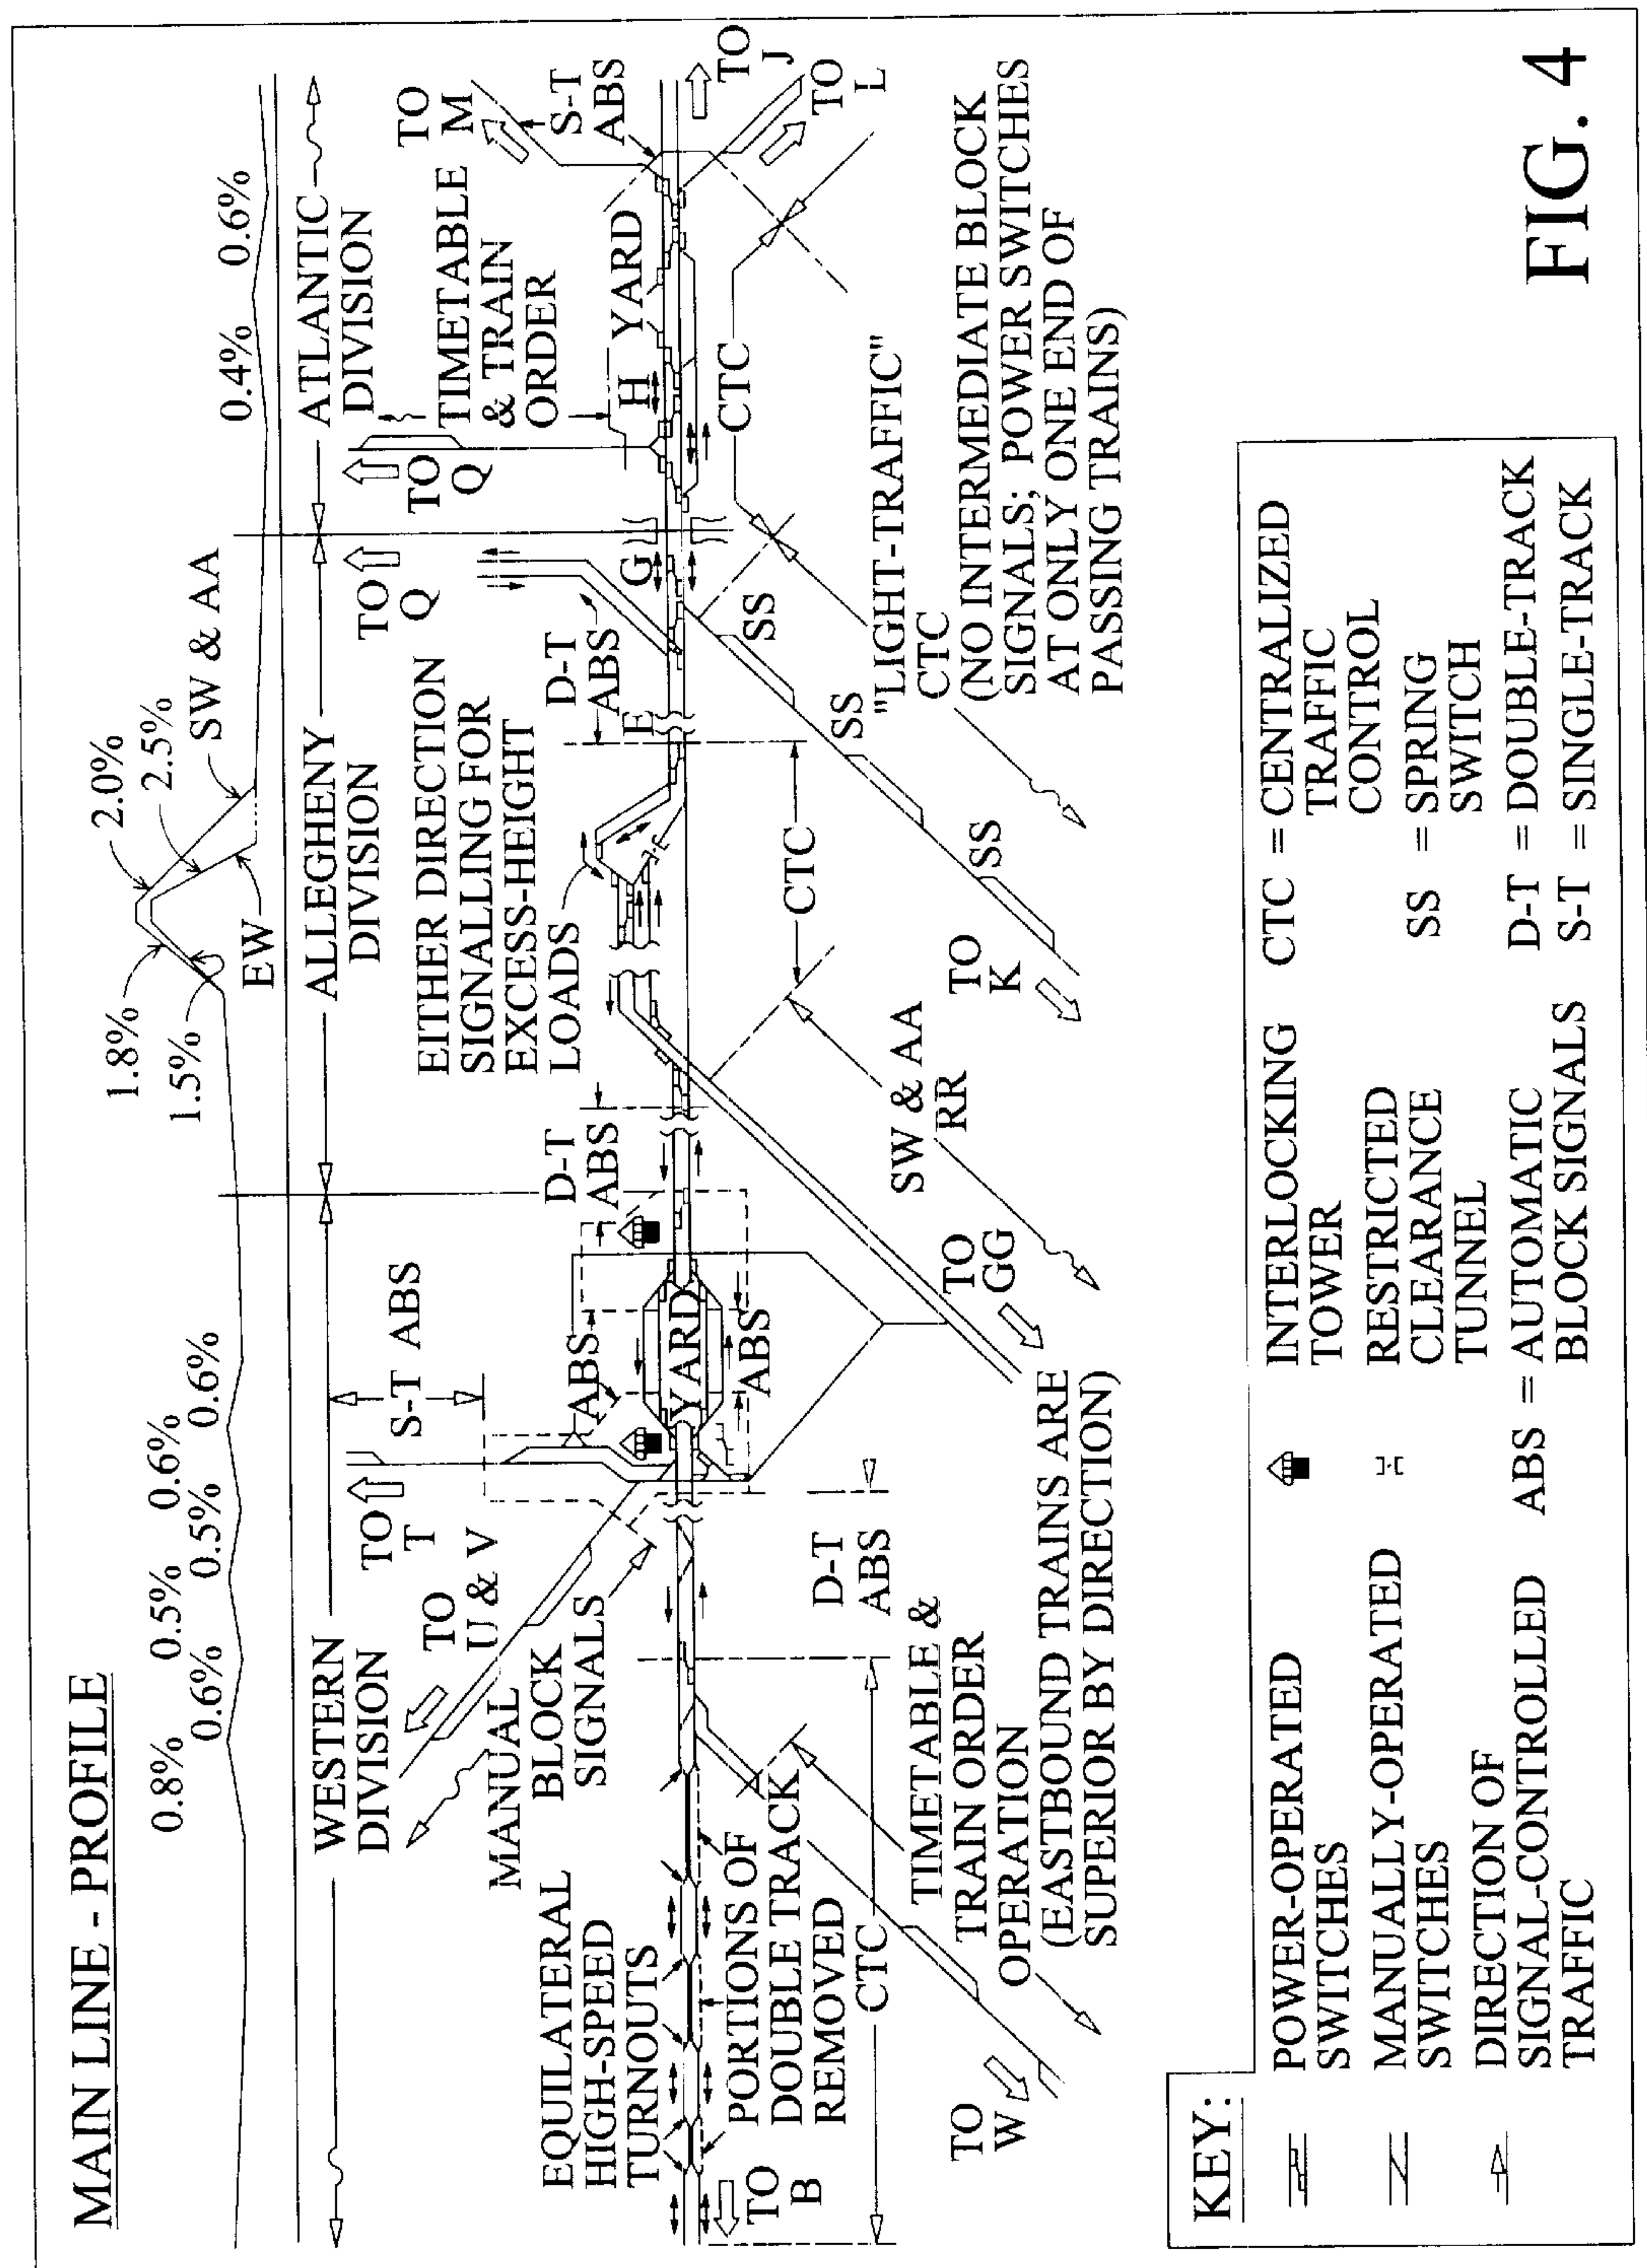 MAIN LINE - PROFILE
0.8%
0.6%
0.5%
0.6%
0.5%
0.6%
1.8%
1.5%
2.0%
2.5%
SW & AA
EW
0.4%
0.6%
WESTERN
DIVISION
ALLEGHENY
DIVISION
ATLANTIC
DIVISION
TO
U & V
TO
T
S-T ABS
MANUAL
BLOCK
SIGNALS
EQUILATERAL
HIGH-SPEED
TURNOUTS
ABS
YARD
ABS
D-T
ABS
EITHER DIRECTION
SIGNALLING FOR
EXCESS-HEIGHT
LOADS
D-T
ABS
E
G
TO
Q
TO
Q
TIMETABLE
& TRAIN
ORDER
H YARD
TO
M
S-T
ABS
TO
J
TO
L
TO
B
PORTIONS OF
DOUBLE TRACK
REMOVED
CTC
TO
W
D-T
ABS
TIMETABLE &
TRAIN ORDER
OPERATION
(EASTBOUND TRAINS ARE
SUPERIOR BY DIRECTION)
TO
GG
SW & AA
RR
CTC
TO
K
SS
SS
SS
CTC
"LIGHT-TRAFFIC"
CTC
(NO INTERMEDIATE BLOCK
SIGNALS; POWER SWITCHES
AT ONLY ONE END OF
PASSING TRAINS)
KEY:
POWER-OPERATED
SWITCHES
MANUALLY-OPERATED
SWITCHES
DIRECTION OF
SIGNAL-CONTROLLED
TRAFFIC
INTERLOCKING
TOWER
RESTRICTED
CLEARANCE
TUNNEL
ABS = AUTOMATIC
BLOCK SIGNALS
CTC = CENTRALIZED
TRAFFIC
CONTROL
SS = SPRING
SWITCH
D-T = DOUBLE-TRACK
S-T = SINGLE-TRACK
FIG. 4